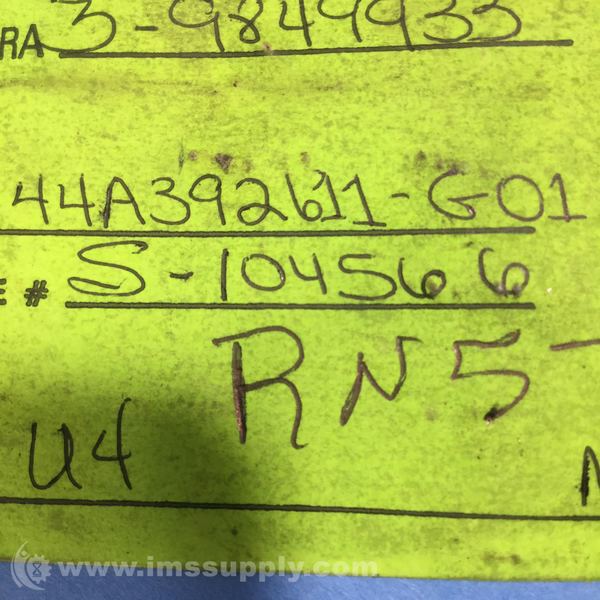 RA 3-9849933
44A392611-G01
E # S-104566
RN5
U4
www.imssupply.com